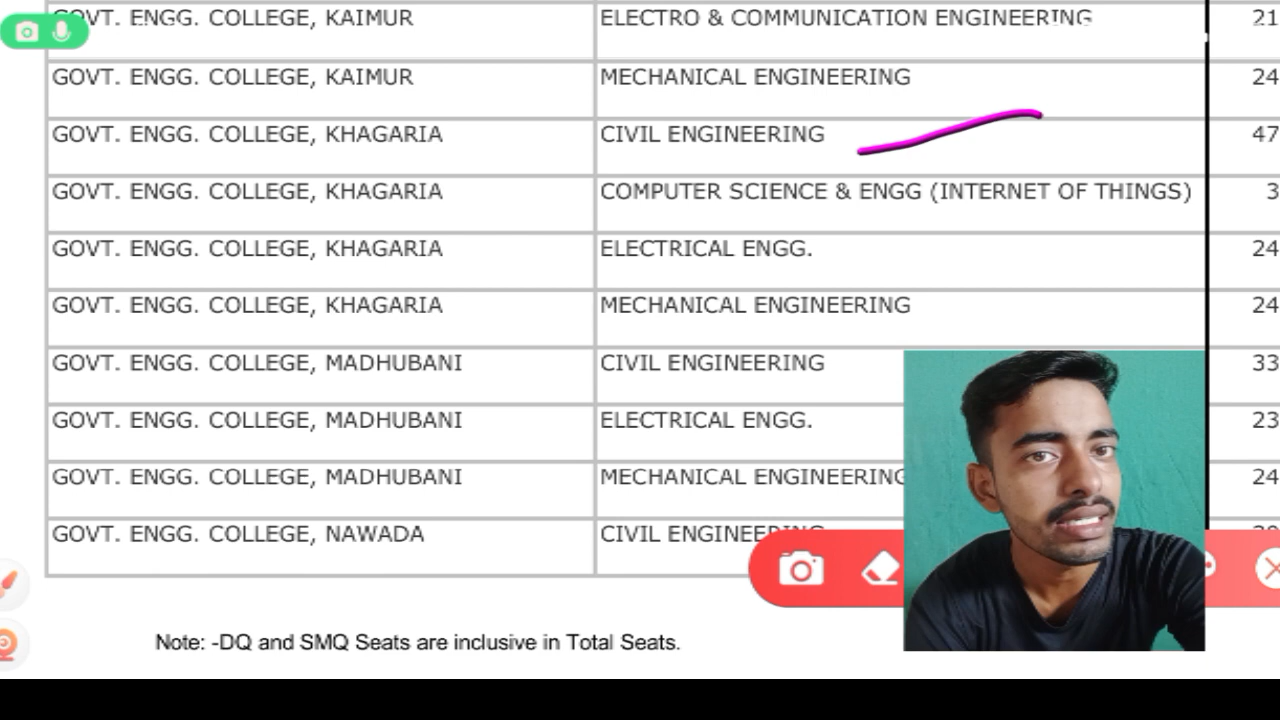 GOVT. ENGG. COLLEGE, KAIMUR ELECTRO & COMMUNICATION ENGINEERING 21
GOVT. ENGG. COLLEGE, KAIMUR MECHANICAL ENGINEERING 24
GOVT. ENGG. COLLEGE, KHAGARIA CIVIL ENGINEERING 47
GOVT. ENGG. COLLEGE, KHAGARIA COMPUTER SCIENCE & ENGG (INTERNET OF THINGS) 3
GOVT. ENGG. COLLEGE, KHAGARIA ELECTRICAL ENGG. 24
GOVT. ENGG. COLLEGE, KHAGARIA MECHANICAL ENGINEERING 24
GOVT. ENGG. COLLEGE, MADHUBANI CIVIL ENGINEERING 33
GOVT. ENGG. COLLEGE, MADHUBANI ELECTRICAL ENGG. 23
GOVT. ENGG. COLLEGE, MADHUBANI MECHANICAL ENGINEERING 24
GOVT. ENGG. COLLEGE, NAWADA CIVIL ENGINEERING
Note: -DQ and SMQ Seats are inclusive in Total Seats.